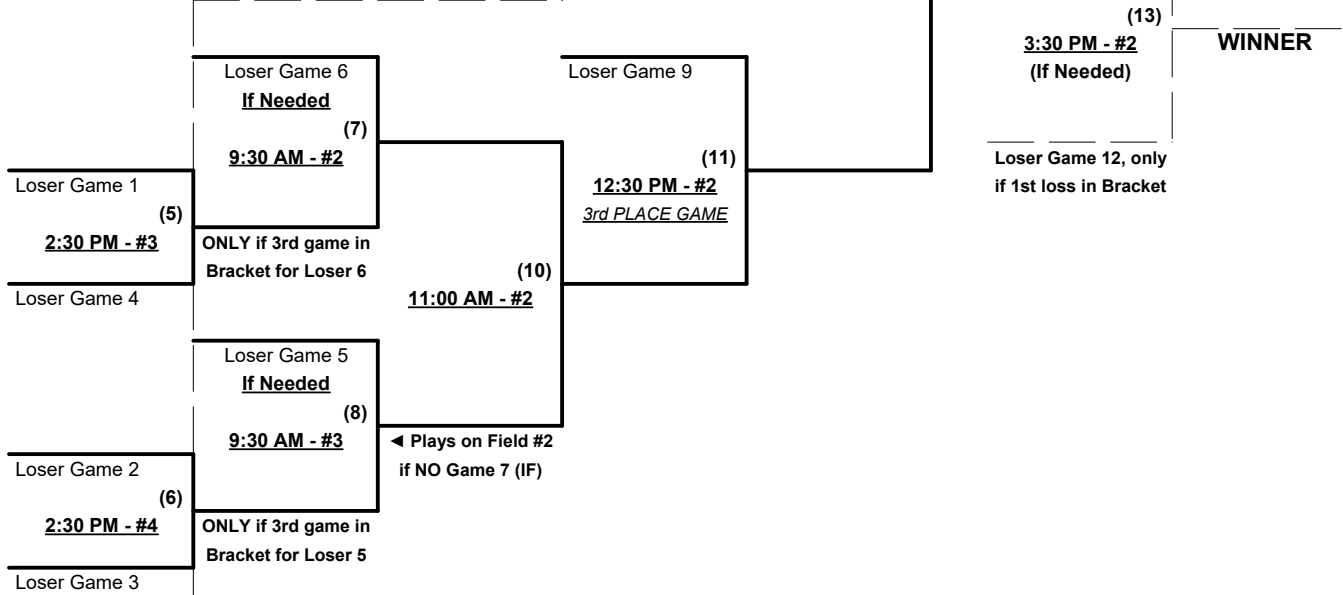 (13)
3:30 PM - #2
WINNER
(If Needed)
Loser Game 6
If Needed
(7)
9:30 AM - #2
Loser Game 9
(11)
12:30 PM - #2
3rd PLACE GAME
Loser Game 12, only
if 1st loss in Bracket
Loser Game 1
(5)
2:30 PM - #3
Loser Game 4
ONLY if 3rd game in
Bracket for Loser 6
(10)
11:00 AM - #2
Loser Game 5
If Needed
(8)
9:30 AM - #3
◄ Plays on Field #2
if NO Game 7 (IF)
Loser Game 2
(6)
2:30 PM - #4
Loser Game 3
ONLY if 3rd game in
Bracket for Loser 5